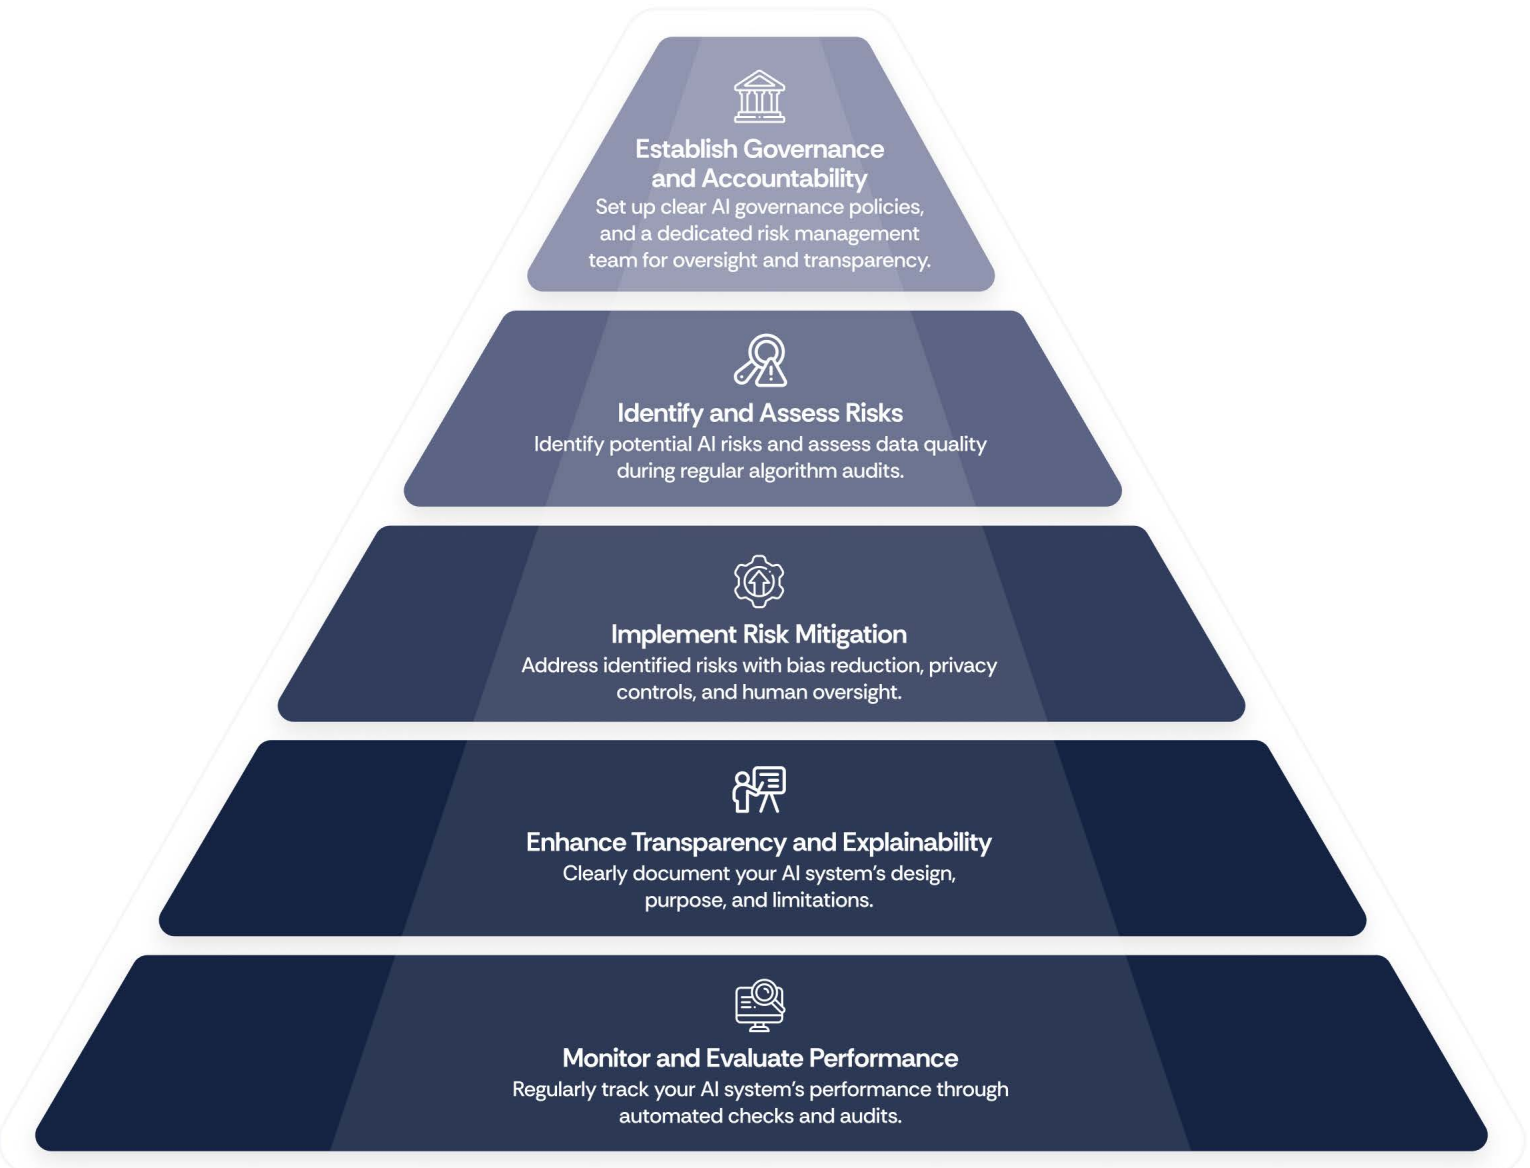 Establish Governance
and Accountability
Set up clear AI governance policies,
and a dedicated risk management
team for oversight and transparency.
Identify and Assess Risks
Identify potential AI risks and assess data quality
during regular algorithm audits.
Implement Risk Mitigation
Address identified risks with bias reduction, privacy
controls, and human oversight.
Enhance Transparency and Explainability
Clearly document your AI system's design,
purpose, and limitations.
Monitor and Evaluate Performance
Regularly track your AI system's performance through
automated checks and audits.